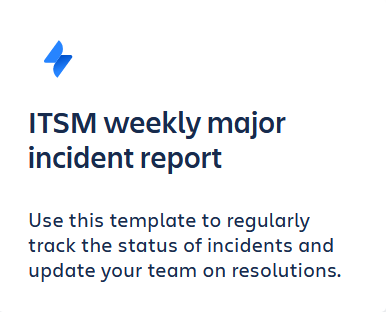 ITSM weekly major
incident report
Use this template to regularly
track the status of incidents and
update your team on resolutions.